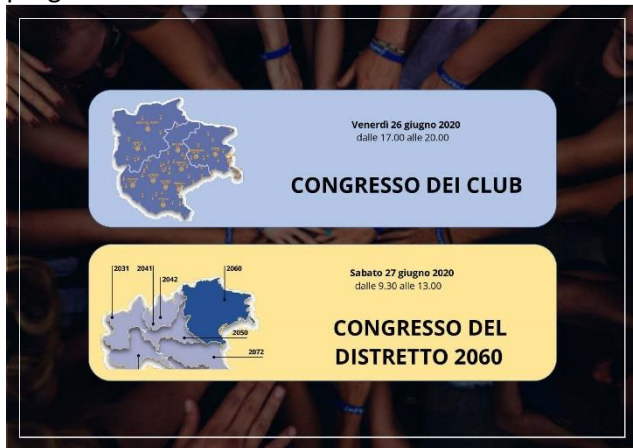 Venerdì 26 giugno 2020
dalle 17.00 alle 20.00
CONGRESSO DEI CLUB
2031
2041
2042
2060
2050
2072
Sabato 27 giugno 2020
dalle 9.30 alle 13.00
CONGRESSO DEL
DISTRETTO 2060